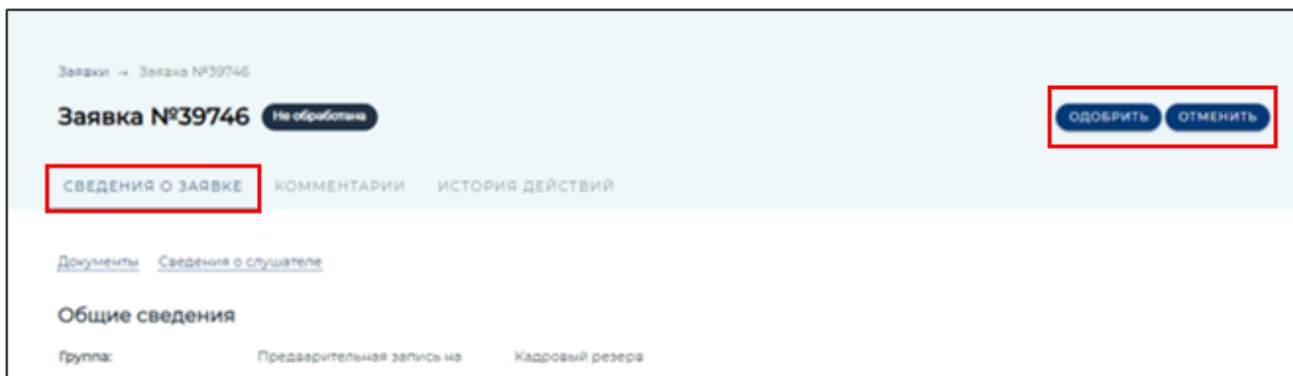 Заявки → Заявка №39746
Заявка №39746 Не обработана
ОДОБРИТЬ ОТМЕНИТЬ
СВЕДЕНИЯ О ЗАЯВКЕ КОММЕНТАРИИ ИСТОРИЯ ДЕЙСТВИЙ
Документы Сведения о слушателе
Общие сведения
Группа: Предварительная запись на Кадровый резерв